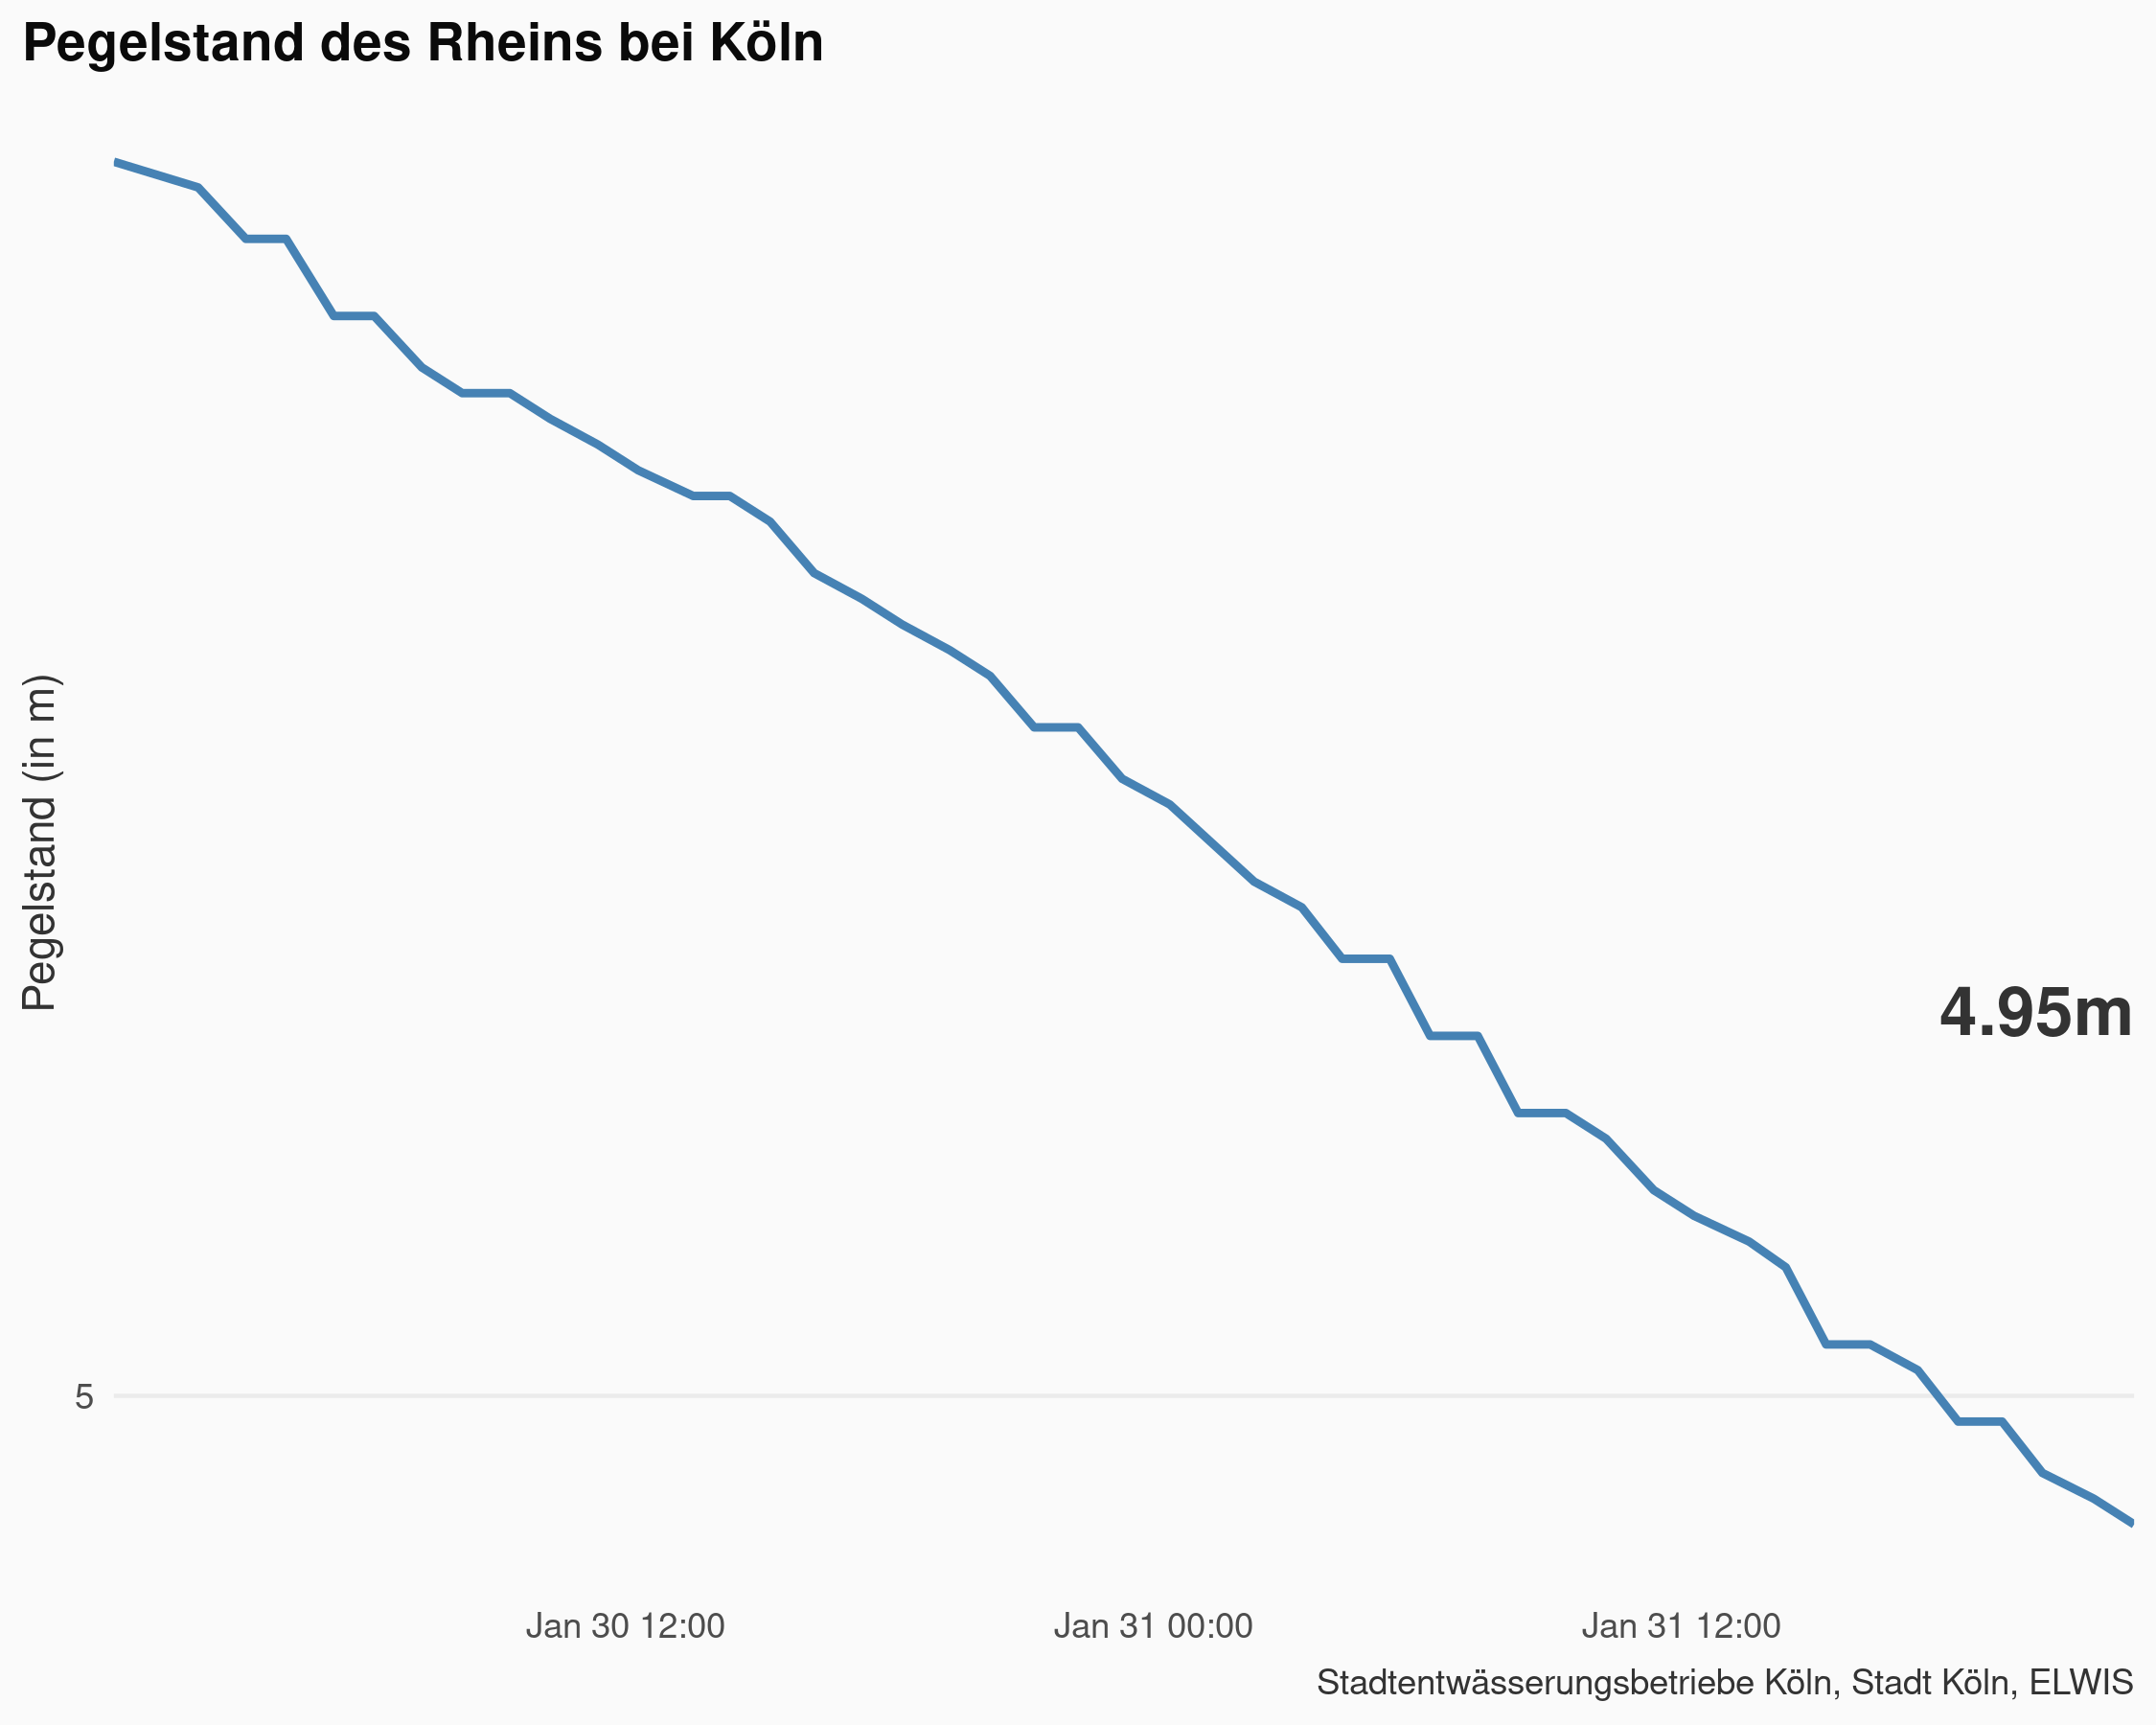 Pegelstand des Rheins bei Köln
Pegelstand (in m)
4.95m
5
Jan 30 12:00
Jan 31 00:00
Jan 31 12:00
Stadtentwässerungsbetriebe Köln, Stadt Köln, ELWIS